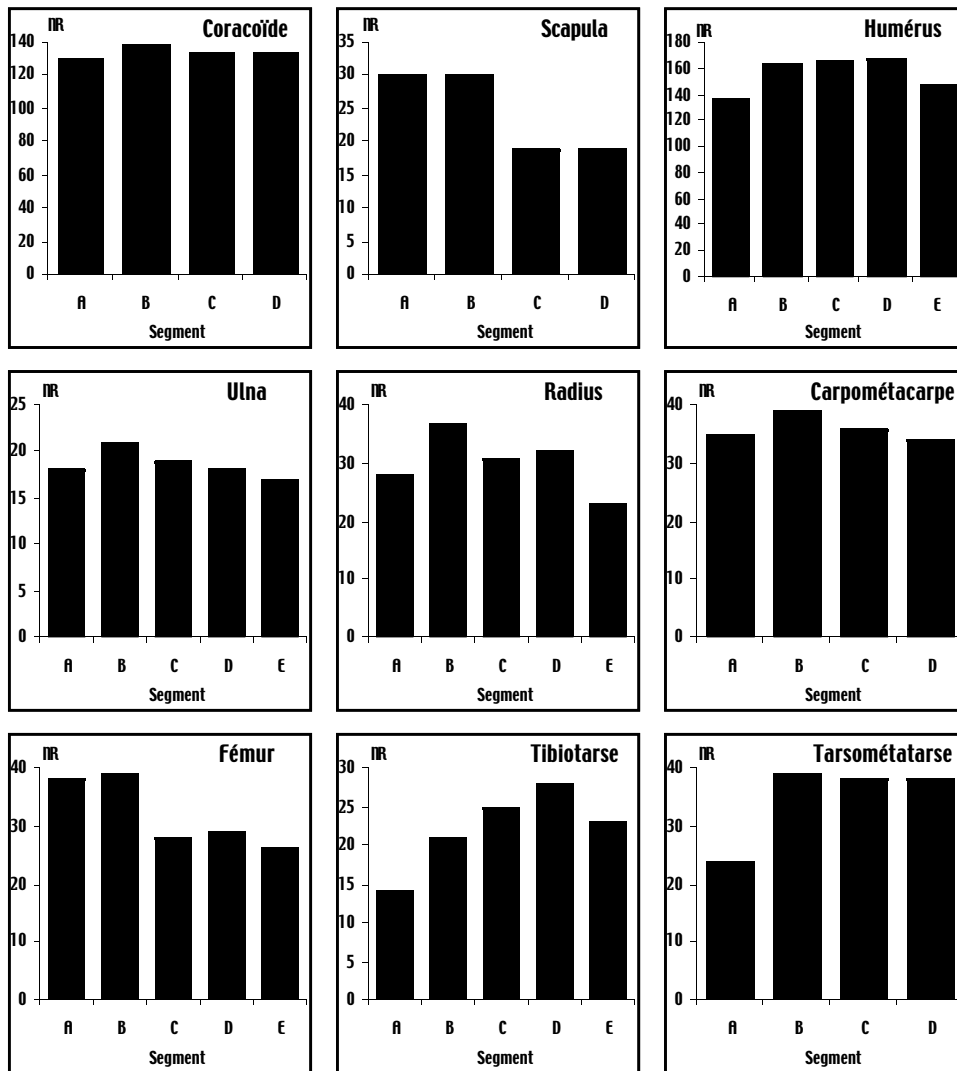 NR Coracoïde
140
120
100
80
60
40
20
0
A B C D
Segment
NR Scapula
35
30
25
20
15
10
5
0
A B C D
Segment
NR Humérus
180
160
140
120
100
80
60
40
20
0
A B C D E
Segment
NR Ulna
25
20
15
10
5
0
A B C D E
Segment
NR Radius
40
30
20
10
0
A B C D E
Segment
NR Carpométacarpe
40
30
20
10
0
A B C D
Segment
NR Fémur
40
30
20
10
0
A B C D E
Segment
NR Tibiotarse
30
25
20
15
10
5
0
A B C D E
Segment
NR Tarsométatarse
40
30
20
10
0
A B C D
Segment